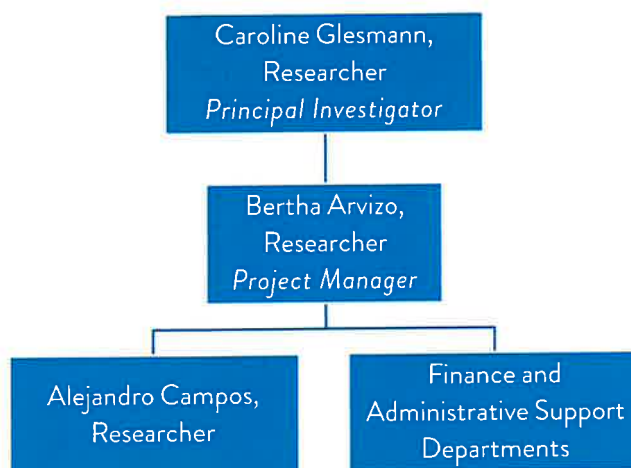 Caroline Glesmann,
Researcher
Principal Investigator
Bertha Arvizo,
Researcher
Project Manager
Alejandro Campos,
Researcher
Finance and
Administrative Support
Departments